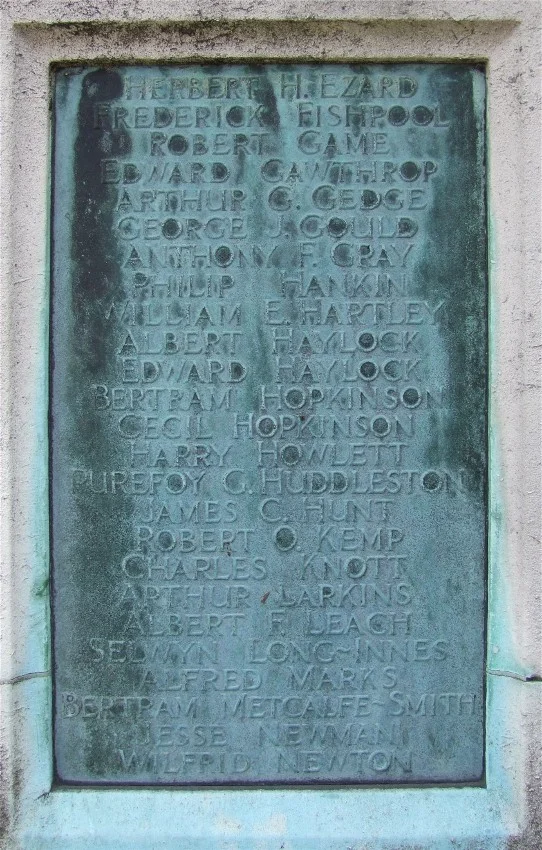 HERBERT H. EZARD
FREDERICK FISHPOOL
ROBERT GAME
EDWARD GAWTHROP
ARTHUR G. GEDGE
GEORGE J. GOULD
ANTHONY F. GRAY
PHILIP HANKIN
WILLIAM E. HARTLEY
ALBERT HAYLOCK
EDWARD HAYLOCK
BERTRAM HOPKINSON
CECIL HOPKINSON
HARRY HOWLETT
PUREFOY G. HUDDLESTON
JAMES C. HUNT
ROBERT O. KEMP
CHARLES KNOTT
ARTHUR LARKINS
ALBERT F. LEACH
SELWYN LONG~INNES
ALFRED MARKS
BERTRAM METCALFE~SMITH
JESSE NEWMAN
WILFRID NEWTON